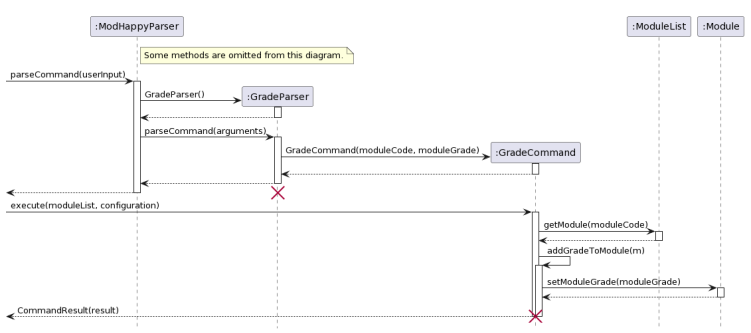 :ModHappyParser
:ModuleList
:Module
Some methods are omitted from this diagram.
parseCommand(userInput)
GradeParser()
:GradeParser
parseCommand(arguments)
GradeCommand(moduleCode, moduleGrade)
:GradeCommand
execute(moduleList, configuration)
getModule(moduleCode)
addGradeToModule(m)
setModuleGrade(moduleGrade)
CommandResult(result)